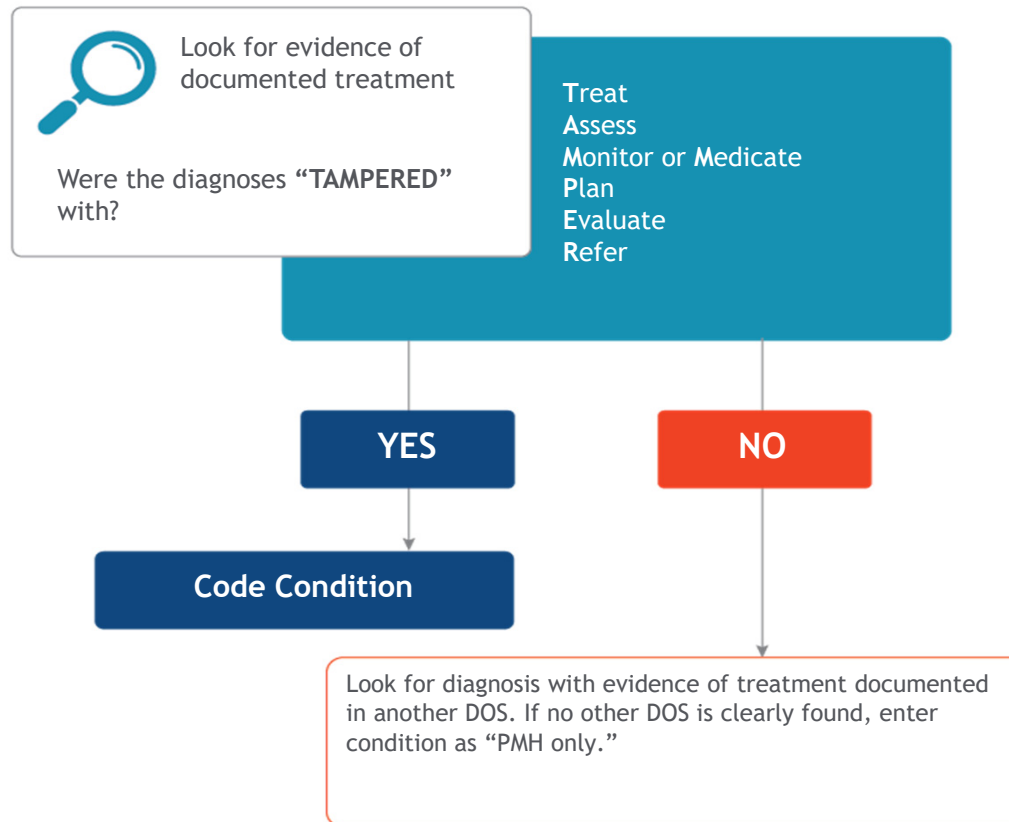 Look for evidence of
documented treatment
Were the diagnoses “TAMPERED”
with?
Treat
Assess
Monitor or Medicate
Plan
Evaluate
Refer
YES
NO
Code Condition
Look for diagnosis with evidence of treatment documented
in another DOS. If no other DOS is clearly found, enter
condition as “PMH only.”